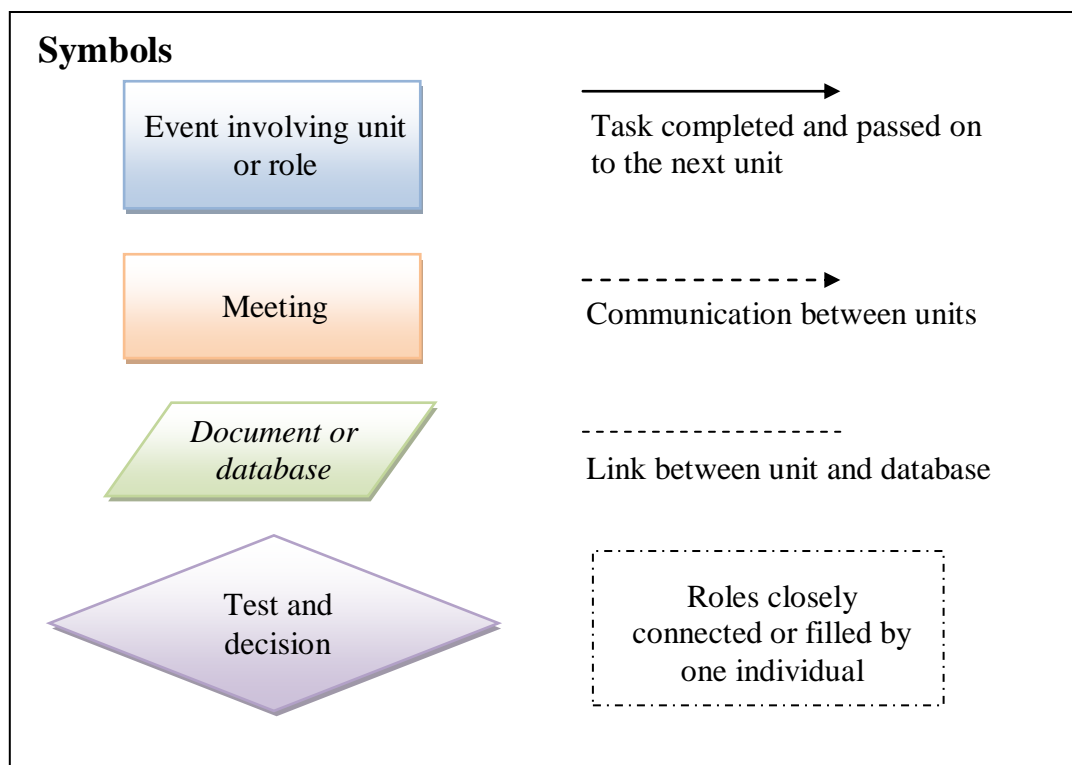 Symbols
Event involving unit
or role
Task completed and passed on
to the next unit
Meeting
Communication between units
Document or
database
Link between unit and database
Test and
decision
Roles closely
connected or filled by
one individual